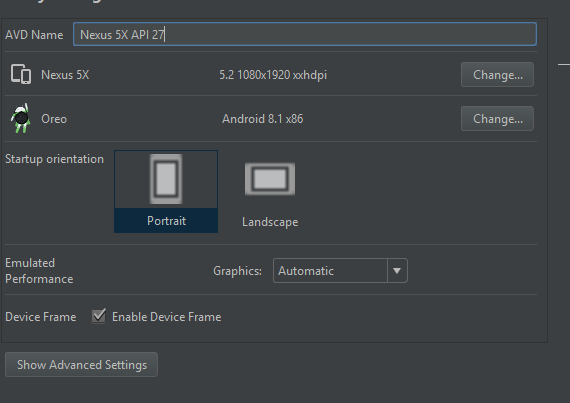 AVD Name Nexus 5X API 27
Nexus 5X 5.2 1080x1920 xxhdpi Change...
Oreo Android 8.1 x86 Change...
Startup orientation
Portrait
Landscape
Emulated
Performance
Graphics: Automatic
Device Frame Enable Device Frame
Show Advanced Settings